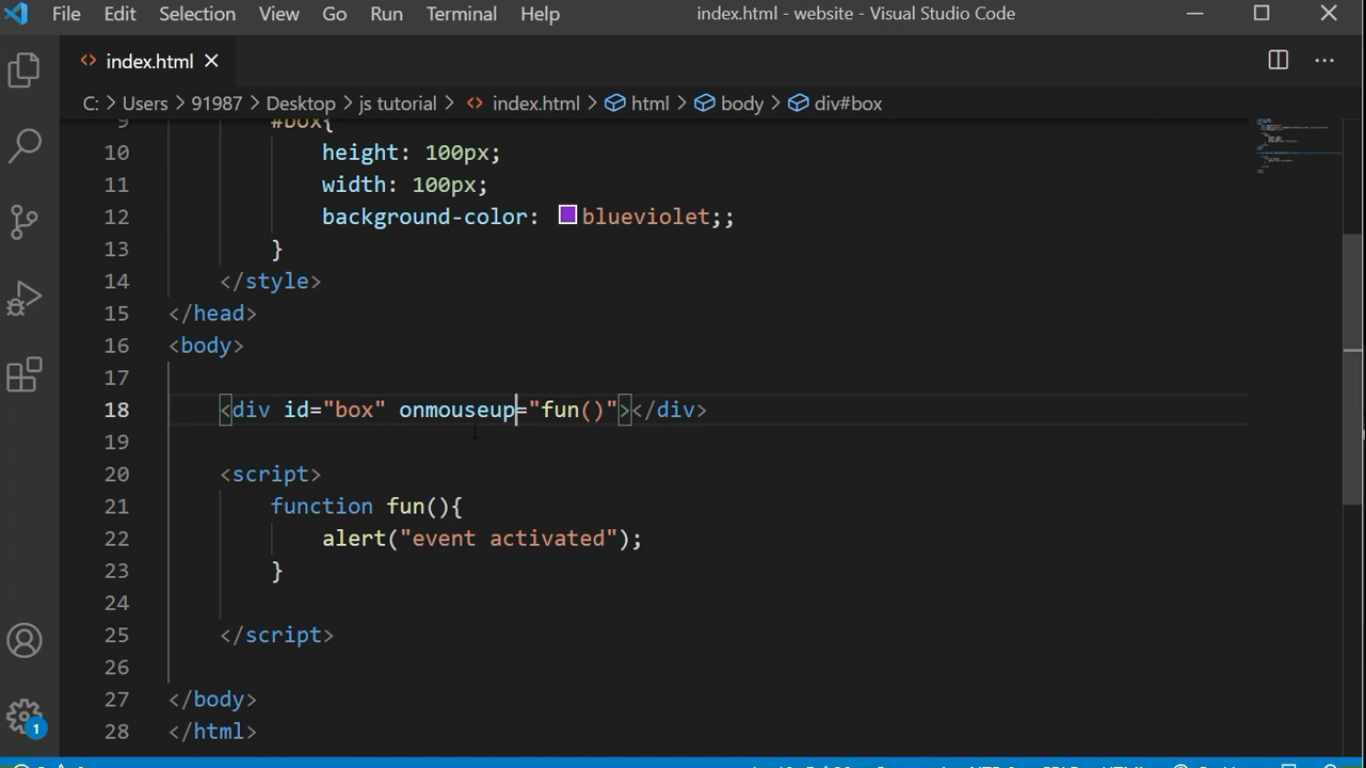 File Edit Selection View Go Run Terminal Help index.html - website - Visual Studio Code
index.html
C: > Users > 91987 > Desktop > js tutorial > index.html > html > body > div#box
9 #box{
10 height: 100px;
11 width: 100px;
12 background-color: blueviolet;;
13 }
14 </style>
15 </head>
16 <body>
17
18 <div id="box" onmouseup="fun()"></div>
19
20 <script>
21 function fun(){
22 alert("event activated");
23 }
24
25 </script>
26
27 </body>
28 </html>
1